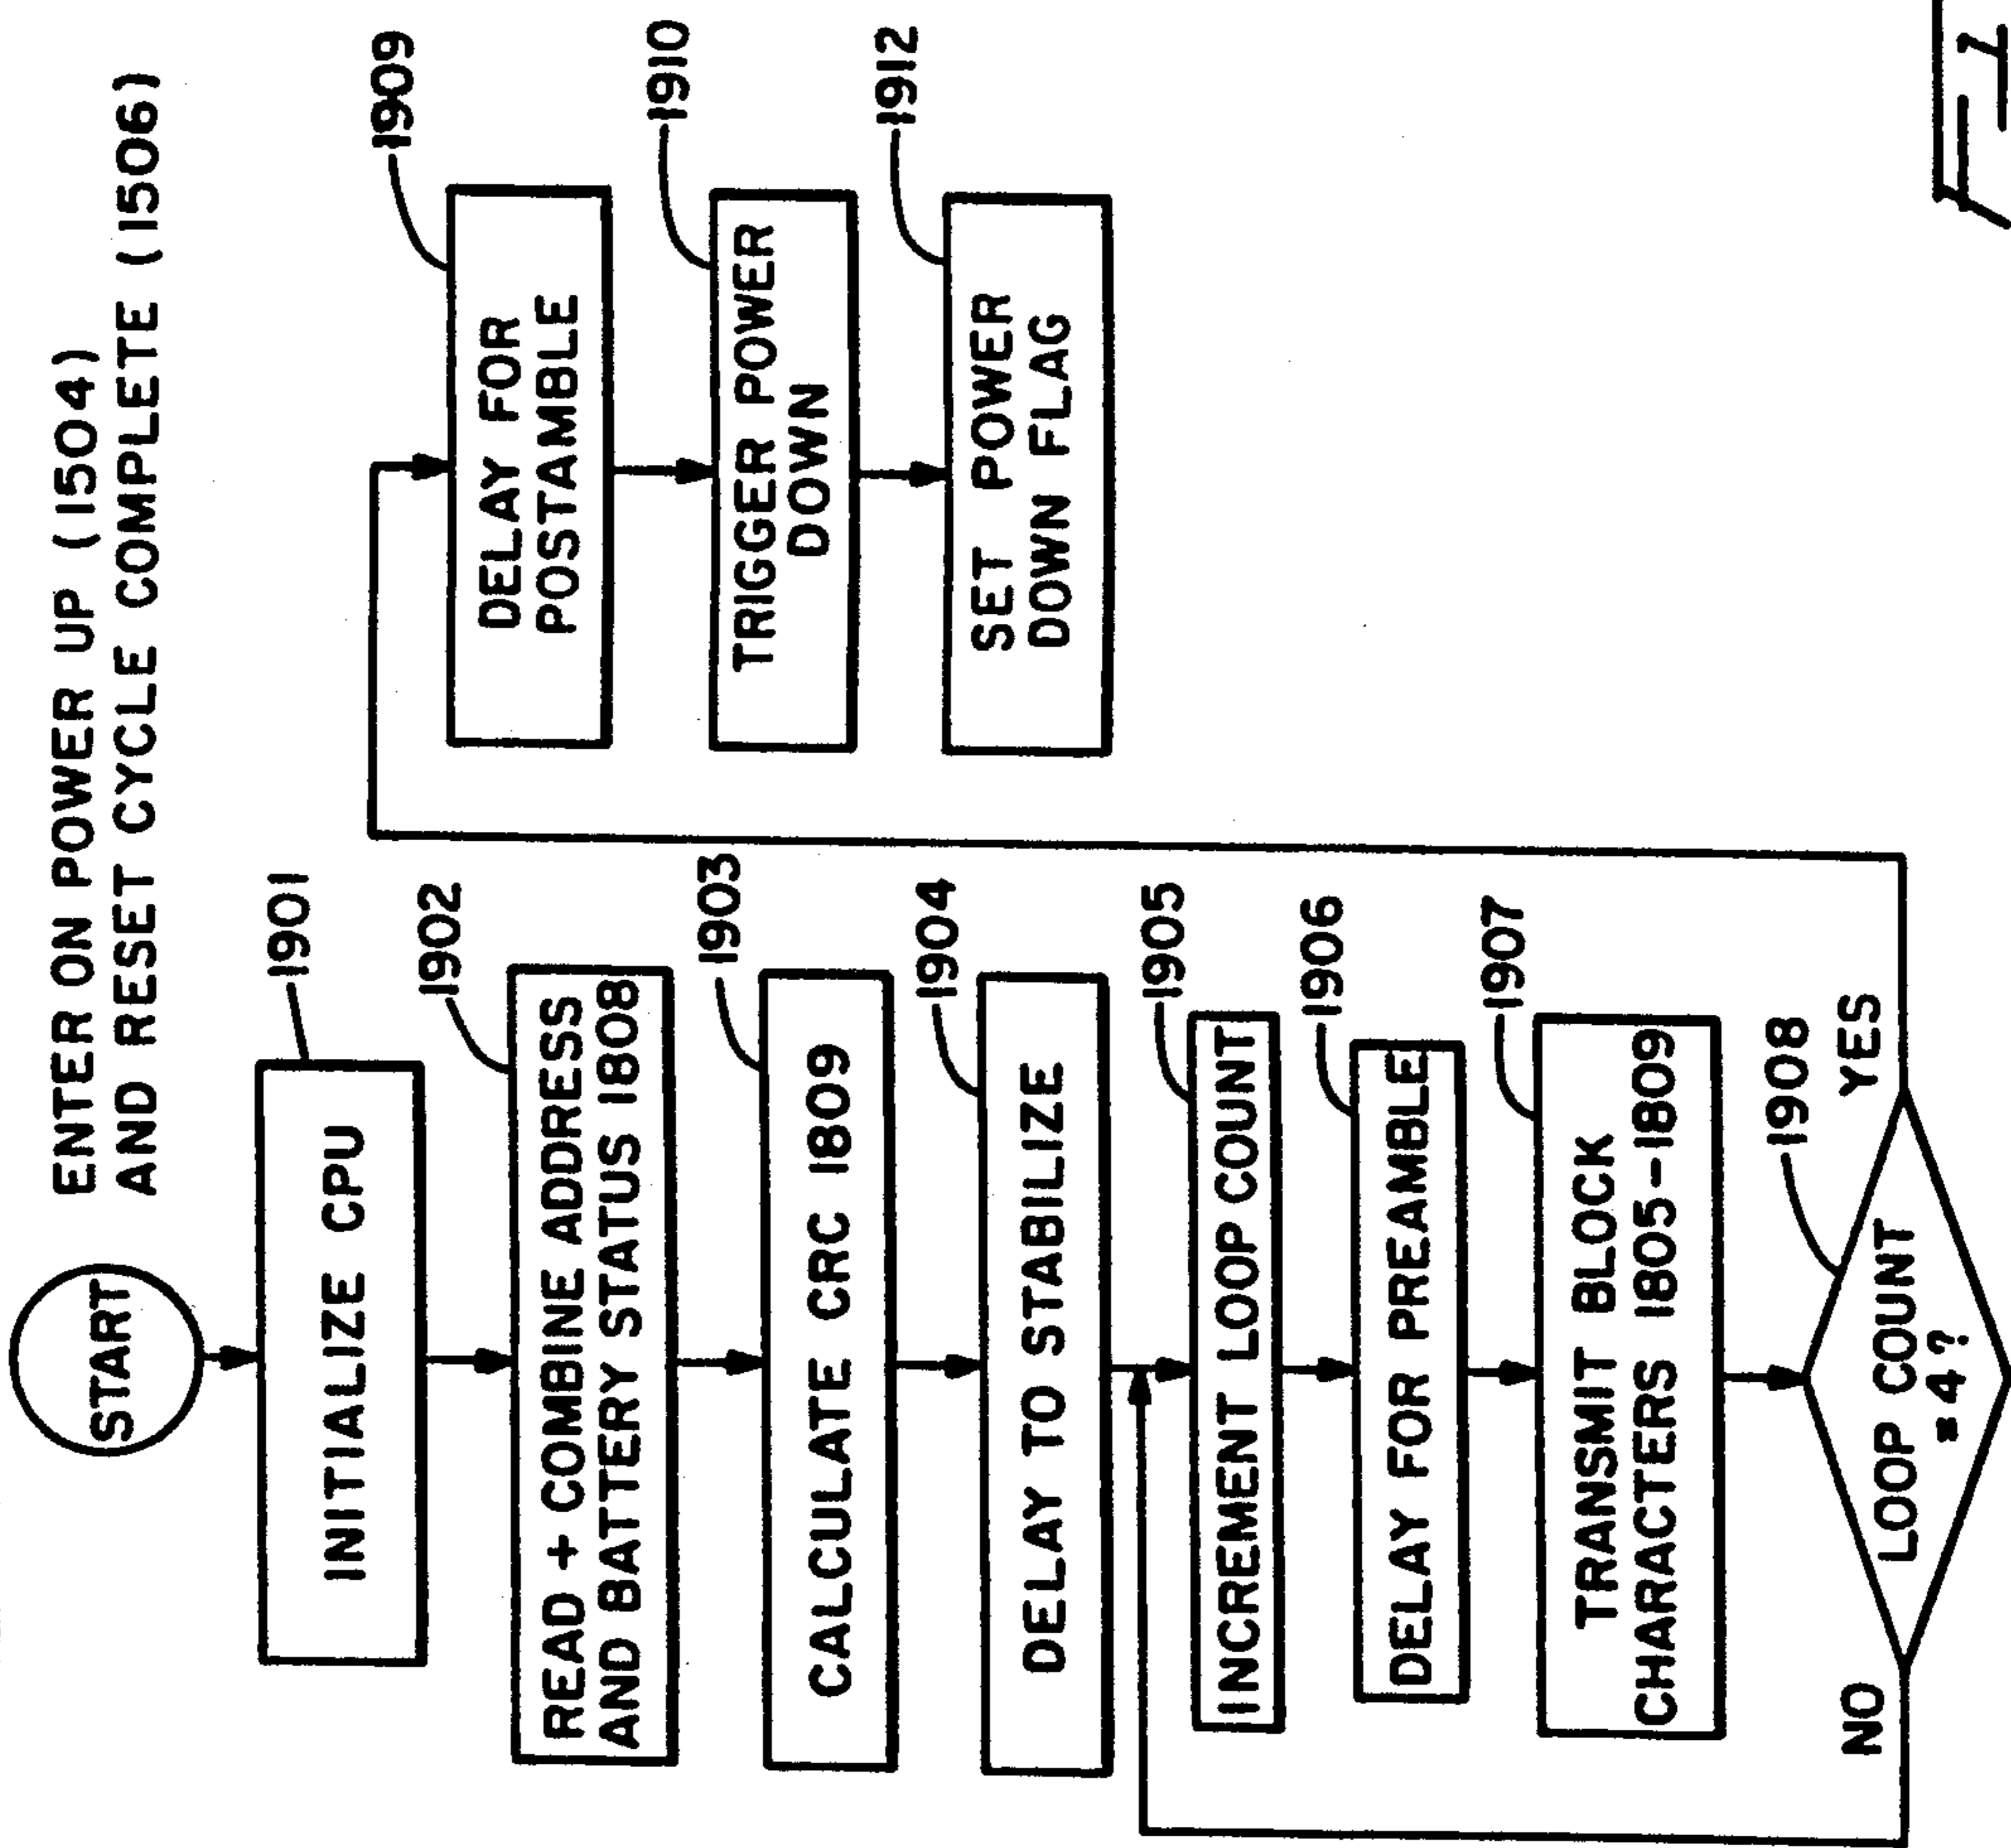 START
ENTER ON POWER UP (1504)
AND RESET CYCLE COMPLETE (1506)
INITIALIZE CPU
1901
READ + COMBINE ADDRESS
AND BATTERY STATUS 1808
1902
CALCULATE CRC 1809
1903
DELAY TO STABILIZE
1904
INCREMENT LOOP COUNT
1905
DELAY FOR PREAMBLE
1906
TRANSMIT BLOCK
CHARACTERS 1805-1809
1907
LOOP COUNT
=4?
1908
NO
YES
DELAY FOR
POSTAMBLE
1909
TRIGGER POWER
DOWN
1910
SET POWER
DOWN FLAG
1912